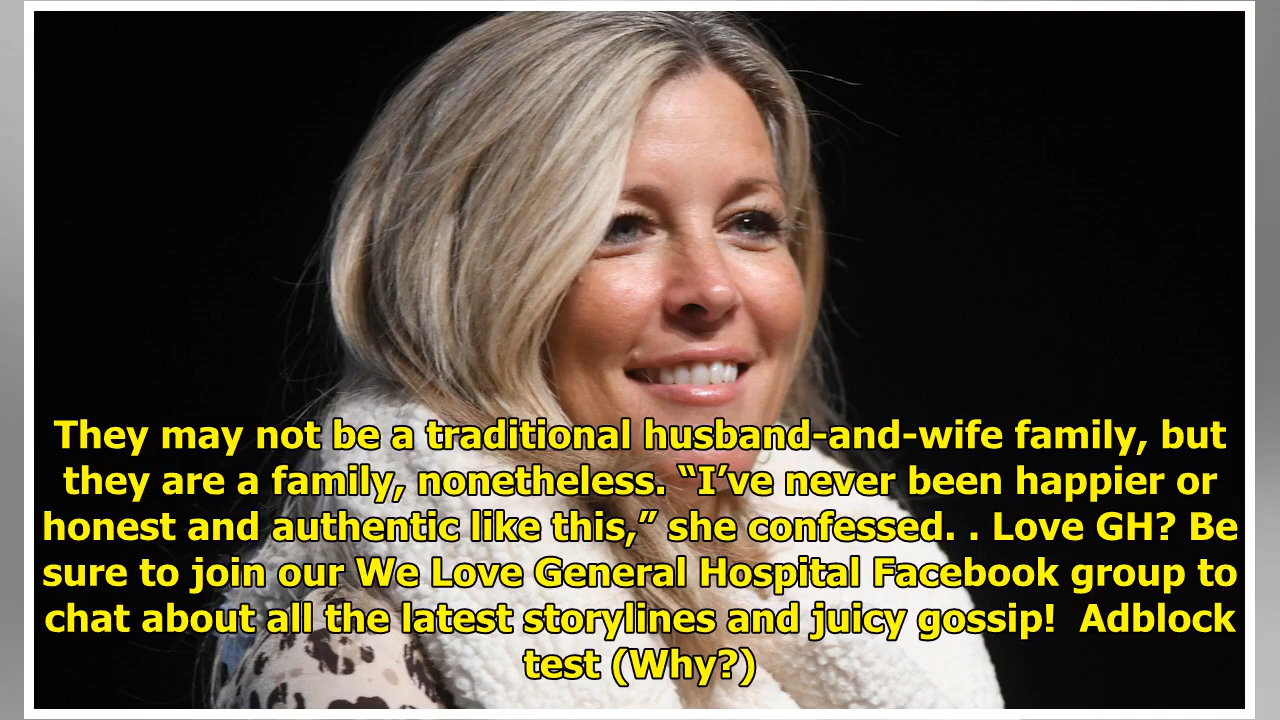 They may not be a traditional husband-and-wife family, but
they are a family, nonetheless. “I’ve never been happier or
honest and authentic like this,” she confessed. . Love GH? Be
sure to join our We Love General Hospital Facebook group to
chat about all the latest storylines and juicy gossip!  Adblock
test (Why?)